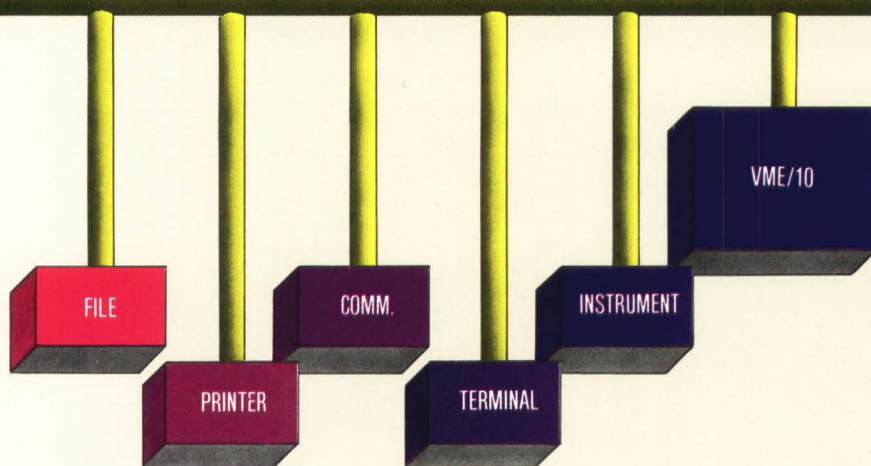 VME/10
FILE
COMM.
INSTRUMENT
PRINTER
TERMINAL